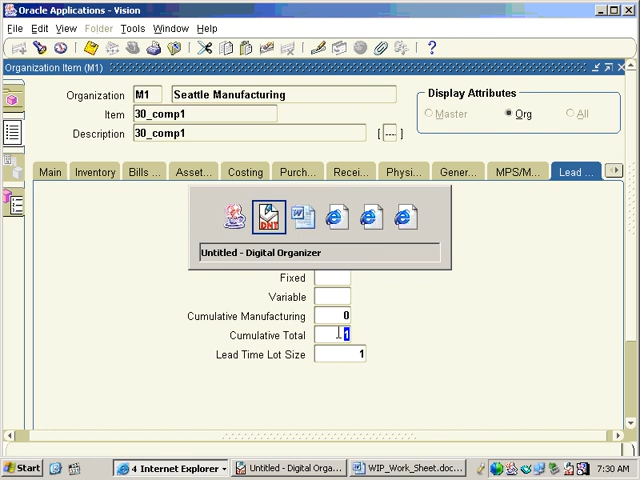 Oracle Applications - Vision
File Edit View Folder Tools Window Help
Organization Item (M1)
Organization M1 Seattle Manufacturing
Item 30_comp1
Description 30_comp1
[ ... ]
Display Attributes
Master Org All
Main Inventory Bills ... Asset... Costing Purch... Recei... Physi... Gener... MPS/M... Lead ...
DNT
W
Untitled - Digital Organizer
Fixed
Variable
Cumulative Manufacturing 0
Cumulative Total 1
Lead Time Lot Size 1
Start 4 Internet Explorer Untitled - Digital Orga... WIP_Work_Sheet.doc... 7:30 AM